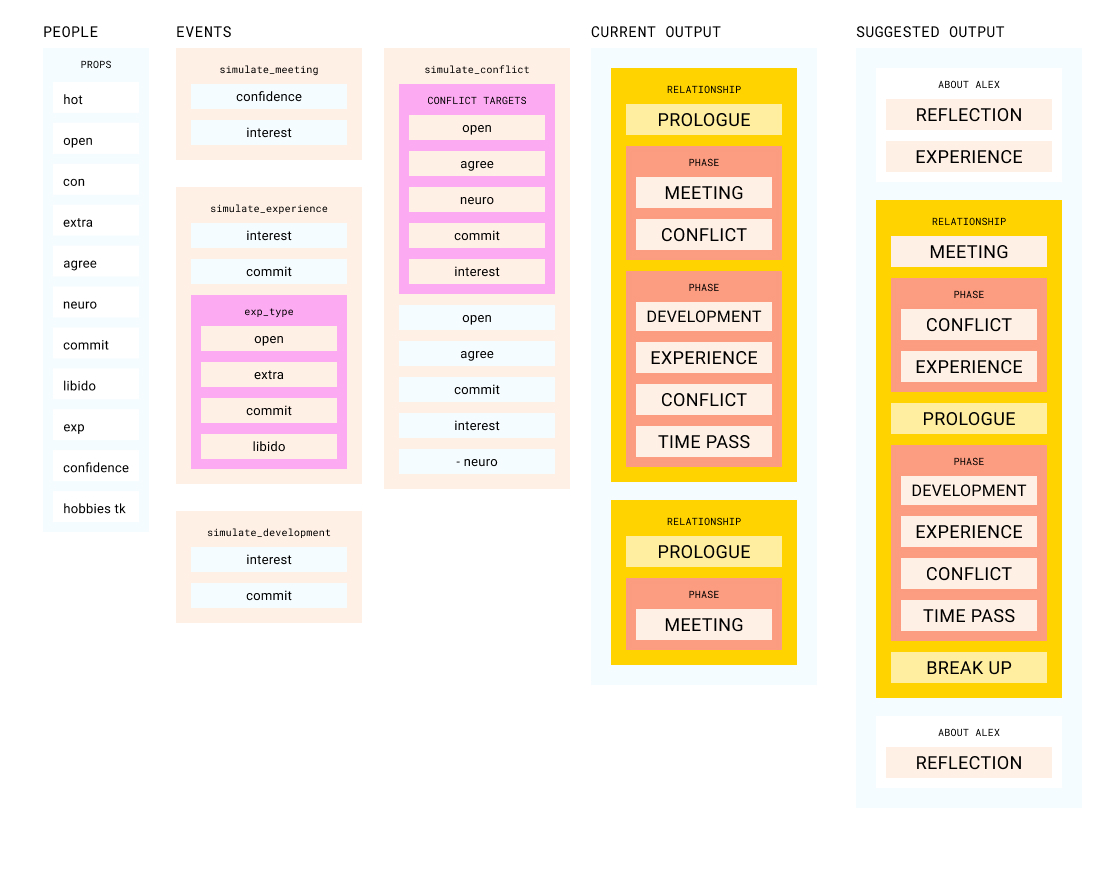 PEOPLE
PROPS
hot
open
con
extra
agree
neuro
commit
libido
exp
confidence
hobbies tk
EVENTS
simulate_meeting
confidence
interest
simulate_experience
interest
commit
exp_type
open
extra
commit
libido
simulate_development
interest
commit
simulate_conflict
CONFLICT TARGETS
open
agree
neuro
commit
interest
open
agree
commit
interest
- neuro
CURRENT OUTPUT
RELATIONSHIP
PROLOGUE
PHASE
MEETING
CONFLICT
PHASE
DEVELOPMENT
EXPERIENCE
CONFLICT
TIME PASS
RELATIONSHIP
PROLOGUE
PHASE
MEETING
SUGGESTED OUTPUT
ABOUT ALEX
REFLECTION
EXPERIENCE
RELATIONSHIP
MEETING
PHASE
CONFLICT
EXPERIENCE
PROLOGUE
PHASE
DEVELOPMENT
EXPERIENCE
CONFLICT
TIME PASS
BREAK UP
ABOUT ALEX
REFLECTION